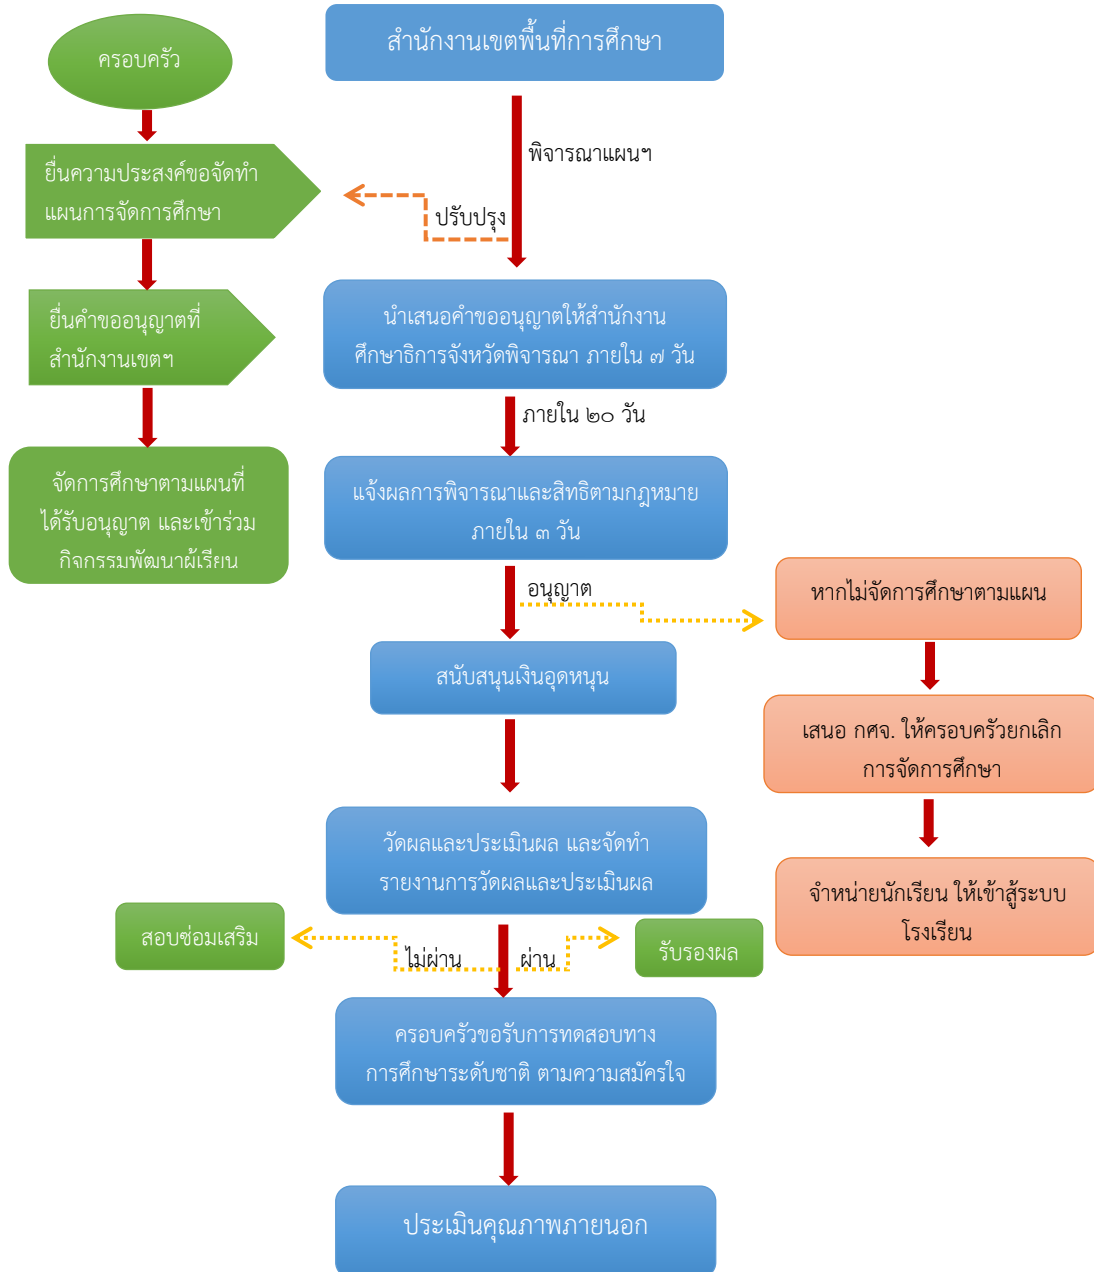 ครอบครัว
สำนักงานเขตพื้นที่การศึกษา
พิจารณาแผนฯ
ยื่นความประสงค์ขอจัดทำ
แผนการจัดการศึกษา
ปรับปรุง
ยื่นคำขออนุญาตที่
สำนักงานเขตฯ
นำเสนอคำขออนุญาตให้สำนักงาน
ศึกษาธิการจังหวัดพิจารณา ภายใน ๗ วัน
ภายใน ๒๐ วัน
จัดการศึกษาตามแผนที่
ได้รับอนุญาต และเข้าร่วม
กิจกรรมพัฒนาผู้เรียน
แจ้งผลการพิจารณาและสิทธิตามกฎหมาย
ภายใน ๓ วัน
อนุญาต
หากไม่จัดการศึกษาตามแผน
สนับสนุนเงินอุดหนุน
เสนอ กศจ. ให้ครอบครัวยกเลิก
การจัดการศึกษา
วัดผลและประเมินผล และจัดทำ
รายงานการวัดผลและประเมินผล
จำหน่ายนักเรียน ให้เข้าสู้ระบบ
โรงเรียน
สอบซ่อมเสริม
ไม่ผ่าน
ผ่าน
รับรองผล
ครอบครัวขอรับการทดสอบทาง
การศึกษาระดับชาติ ตามความสมัครใจ
ประเมินคุณภาพภายนอก